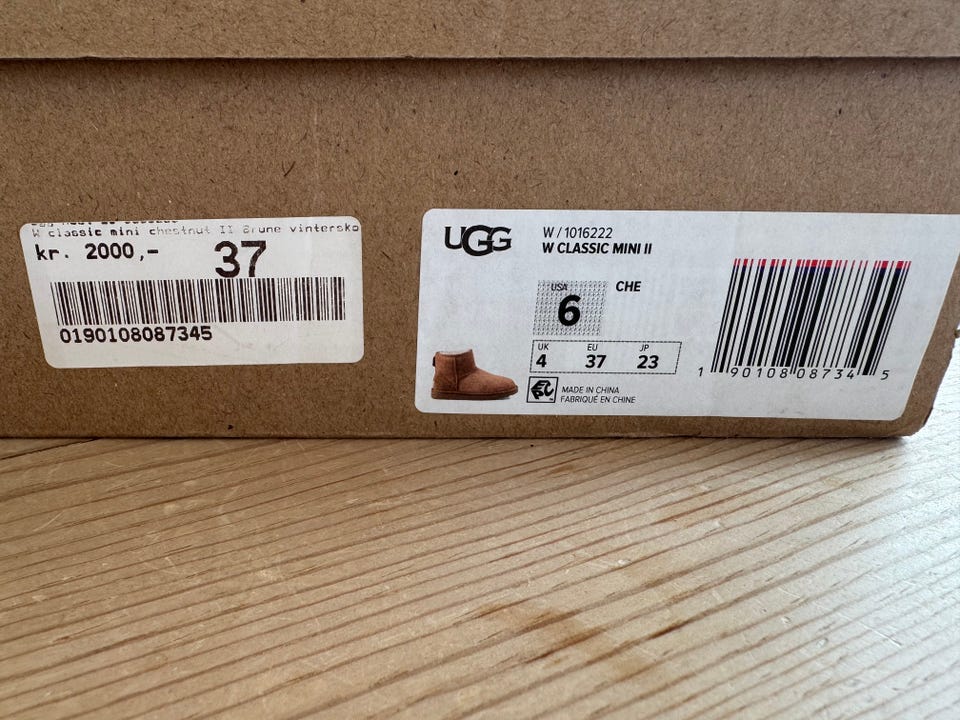 W classic mini chestnut II Brune vintersko
kr. 2000,-
37
0190108087345
UGG
W / 1016222
W CLASSIC MINI II
USA
6
CHE
UK EU JP
4 37 23
MADE IN CHINA
FABRIQUÉ EN CHINE
1 90108 08734 5